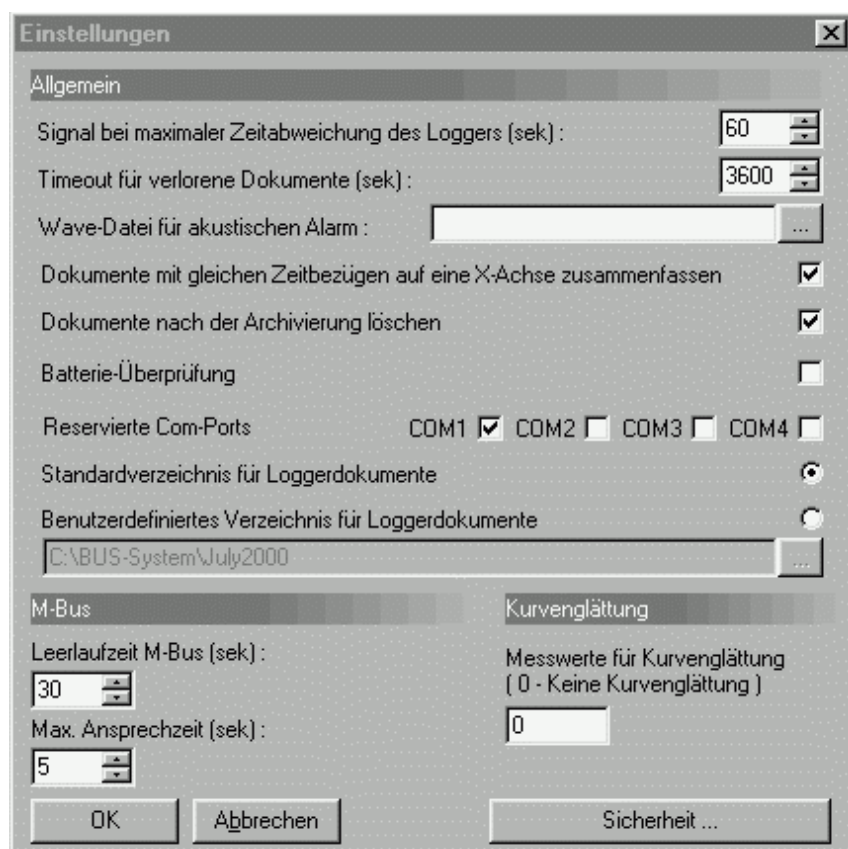 Einstellungen
Allgemein
Signal bei maximaler Zeitabweichung des Loggers (sek) : 60
Timeout für verlorene Dokumente (sek) : 3600
Wave-Datei für akustischen Alarm : ...
Dokumente mit gleichen Zeitbezügen auf eine X-Achse zusammenfassen
Dokumente nach der Archivierung löschen
Batterie-Überprüfung
Reservierte Com-Ports COM1 COM2 COM3 COM4
Standardverzeichnis für Loggerdokumente
Benutzerdefiniertes Verzeichnis für Loggerdokumente
C:\BUS-System\July2000 ...
M-Bus
Leerlaufzeit M-Bus (sek) :
30
Max. Ansprechzeit (sek) :
5
Kurvenglättung
Messwerte für Kurvenglättung
( 0 - Keine Kurvenglättung )
0
OK Abbrechen Sicherheit ...